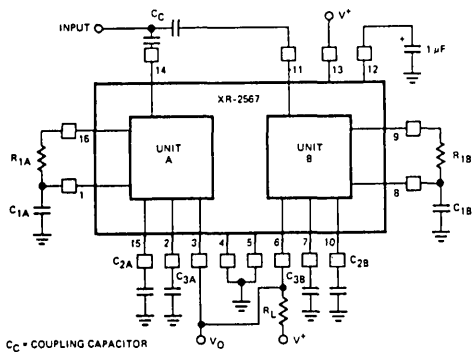 INPUT
CC
V+
1 μF
14
11
13
12
XR-2567
16
UNIT
A
UNIT
B
9
R1A
R1B
1
8
C1A
C1B
15
2
3
4
5
6
7
10
C2A
C3A
C3B
C2B
RL
VO
V+
CC = COUPLING CAPACITOR